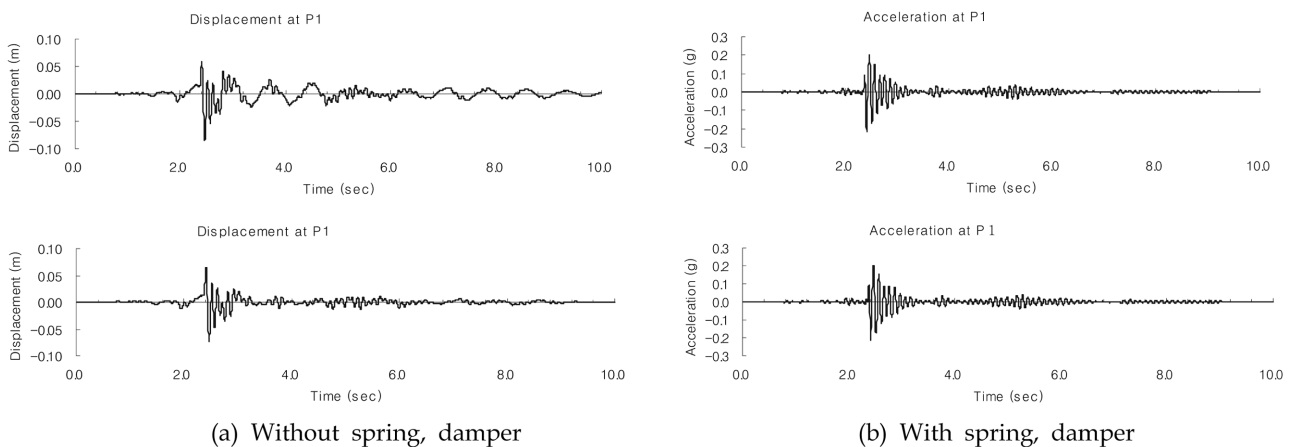 Displacement at P1
Displacement (m)
0.10
0.05
0.00
−0.05
−0.10
0.0 2.0 4.0 6.0 8.0 10.0
Time (sec)
Acceleration at P1
Acceleration (g)
0.3
0.2
0.1
0.0
−0.1
−0.2
−0.3
0.0 2.0 4.0 6.0 8.0 10.0
Time (sec)
Displacement at P1
Displacement (m)
0.10
0.05
0.00
−0.05
−0.10
0.0 2.0 4.0 6.0 8.0 10.0
Time (sec)
Acceleration at P1
Acceleration (g)
0.3
0.2
0.1
0.0
−0.1
−0.2
−0.3
0.0 2.0 4.0 6.0 8.0 10.0
Time (sec)
(a) Without spring, damper
(b) With spring, damper